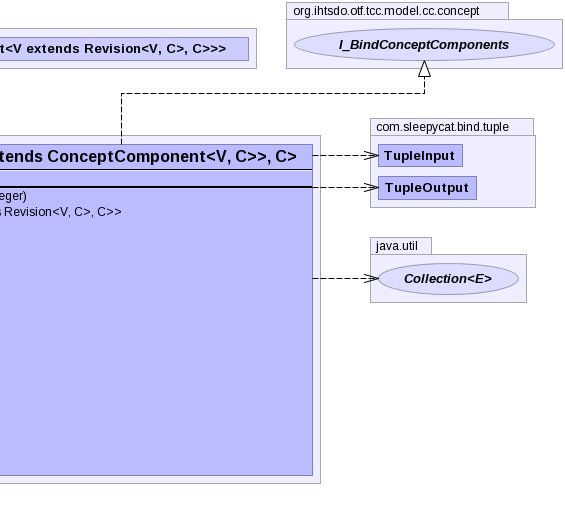 org.ihtsdo.otf.tcc.model.cc.concept
I_BindConceptComponents
t<V extends Revision<V, C>, C>>>
com.sleepycat.bind.tuple
TupleInput
TupleOutput
tends ConceptComponent<V, C>>, C>
eger)
s Revision<V, C>, C>>
java.util
Collection<E>